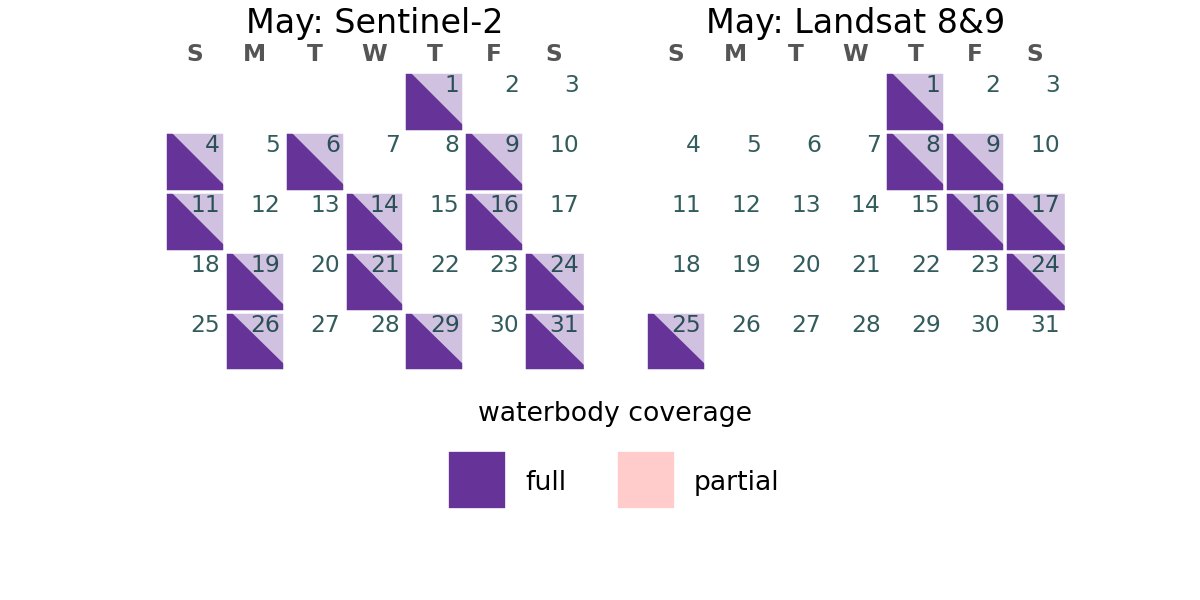 May: Sentinel-2
S M T W T F S
1 2 3
4 5 6 7 8 9 10
11 12 13 14 15 16 17
18 19 20 21 22 23 24
25 26 27 28 29 30 31
May: Landsat 8&9
S M T W T F S
1 2 3
4 5 6 7 8 9 10
11 12 13 14 15 16 17
18 19 20 21 22 23 24
25 26 27 28 29 30 31
waterbody coverage
full partial